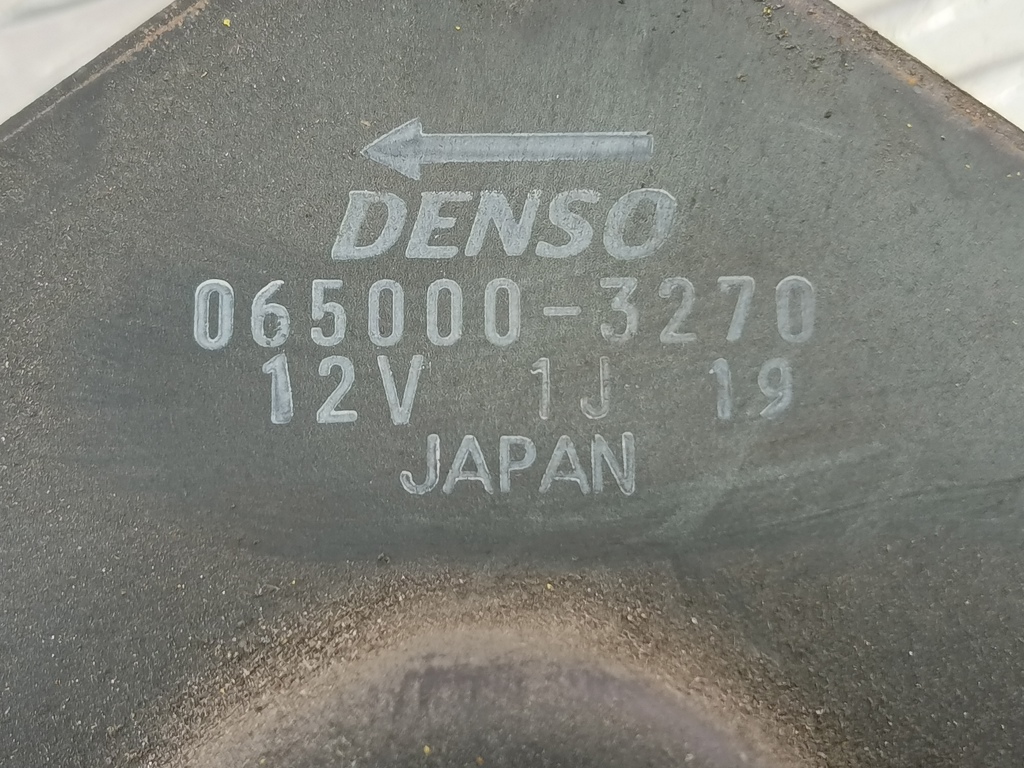 DENSO
065000-3270
12V 1J 19
JAPAN